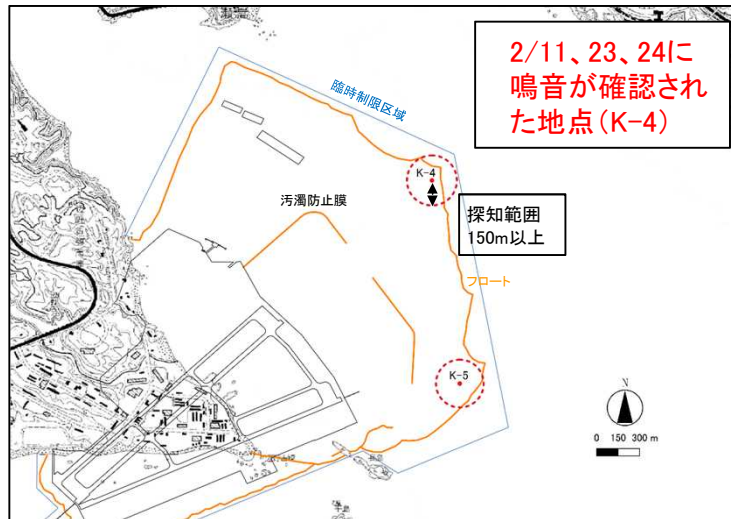 2/11、23、24に
鳴音が確認され
た地点(K-4)
臨時制限区域
K-4
探知範囲
150m以上
汚濁防止膜
フロート
K-5
N
0 150 300 m